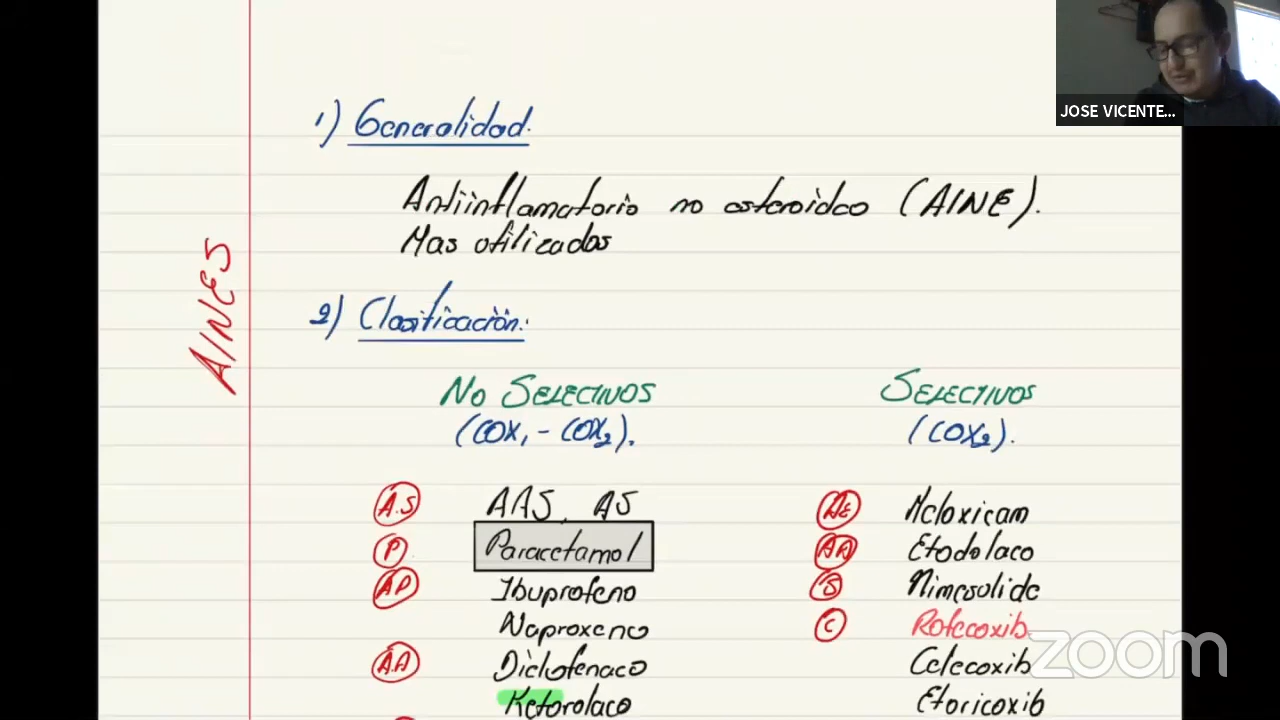 JOSE VICENTE...
1) Generalidad.
Antiinflamatorio no esteroideo (AINE).
Mas utilizados
AINES
2) Clasificación:
No SELECTIVOS
(COX1 - COX2).
SELECTIVOS
(COX2).
A.S AAS, AS
P Paracetamol
AP Ibuprofeno
Naproxeno
AA Diclofenaco
Ketorolaco
AE Meloxicam
AA Etodolaco
S Nimesulide
C Rofecoxib
Celecoxib
Etoricoxib
zoom